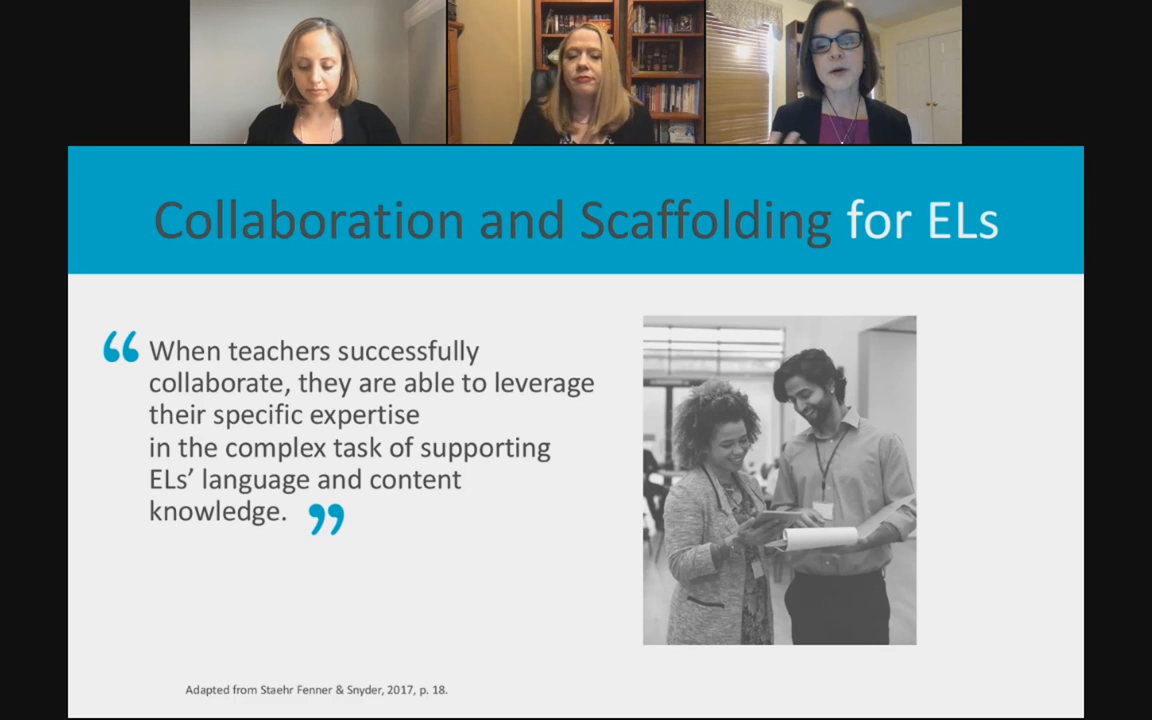 Collaboration and Scaffolding for ELs
“ When teachers successfully
collaborate, they are able to leverage
their specific expertise
in the complex task of supporting
ELs’ language and content
knowledge. ”
Adapted from Staehr Fenner & Snyder, 2017, p. 18.